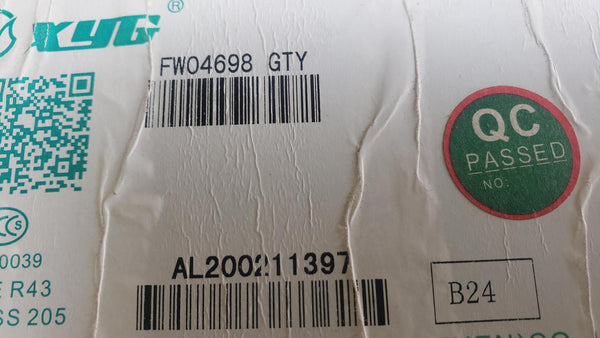 XYG®
FW04698 GTY
QC
PASSED
NO:
AL200211397
0039
E R43
SS 205
B24